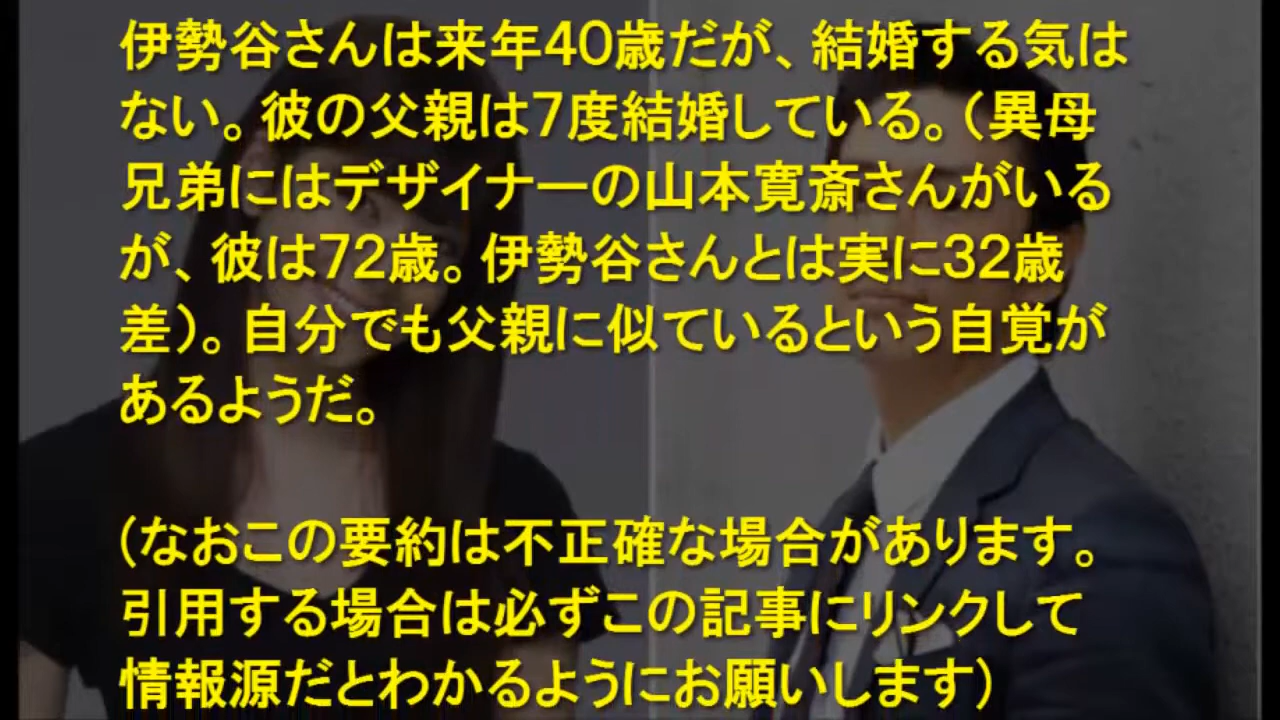 伊勢谷さんは来年40歳だが、結婚する気は
ない。彼の父親は7度結婚している。（異母
兄弟にはデザイナーの山本寛斎さんがいる
が、彼は72歳。伊勢谷さんとは実に32歳
差）。自分でも父親に似ているという自覚が
あるようだ。
(なおこの要約は不正確な場合があります。
引用する場合は必ずこの記事にリンクして
情報源だとわかるようにお願いします）